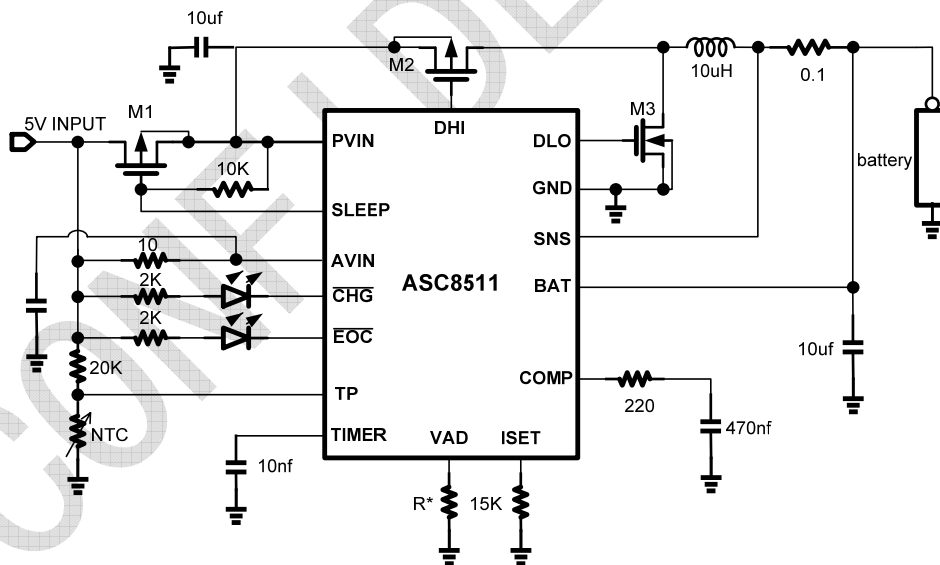 10uf
M2
10uH
0.1
5V INPUT
M1
M3
DHI
PVIN
DLO
battery
10K
GND
SLEEP
SNS
10
AVIN
ASC8511
BAT
2K
CHG
2K
EOC
20K
10uf
COMP
TP
220
NTC
TIMER
VAD
ISET
470nf
10nf
R*
15K
CONFIDE